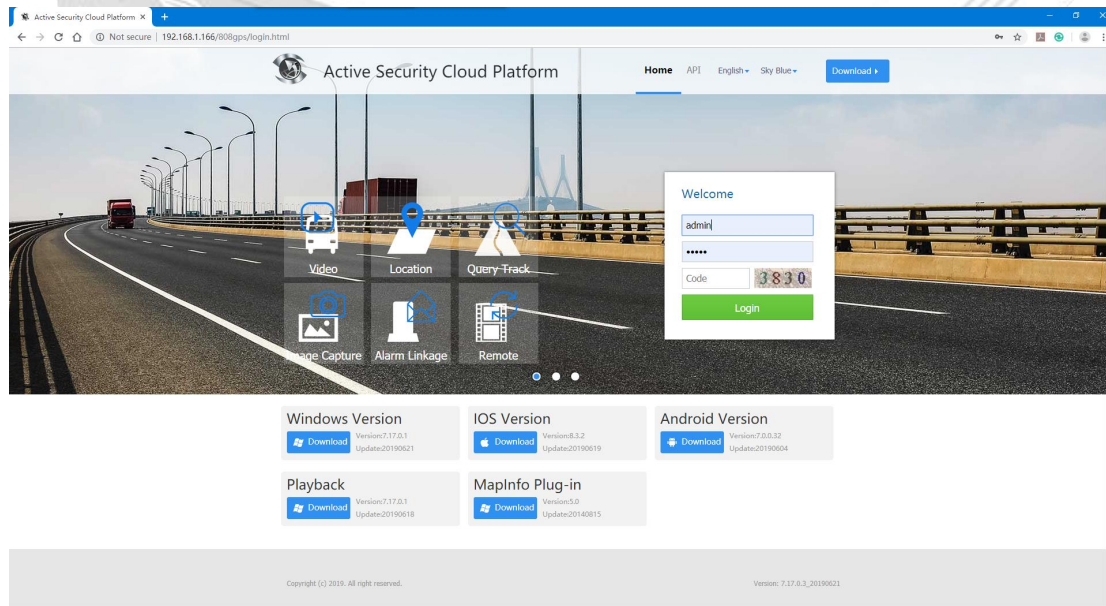 Active Security Cloud Platform
Not secure | 192.168.1.166/808gps/login.html
Active Security Cloud Platform
Home API English Sky Blue Download
Welcome
admin
•••••
Code 3830
Login
Video Location Query Track
Image Capture Alarm Linkage Remote
Windows Version IOS Version Android Version
Download Version:7.17.0.1 Download Version:8.3.2 Download Version:7.0.0.32
Update:20190621 Update:20190619 Update:20190604
Playback MapInfo Plug-in
Download Version:7.17.0.1 Download Version:5.0
Update:20190618 Update:20140815
Copyright (c) 2019. All right reserved. Version: 7.17.0.3_20190621